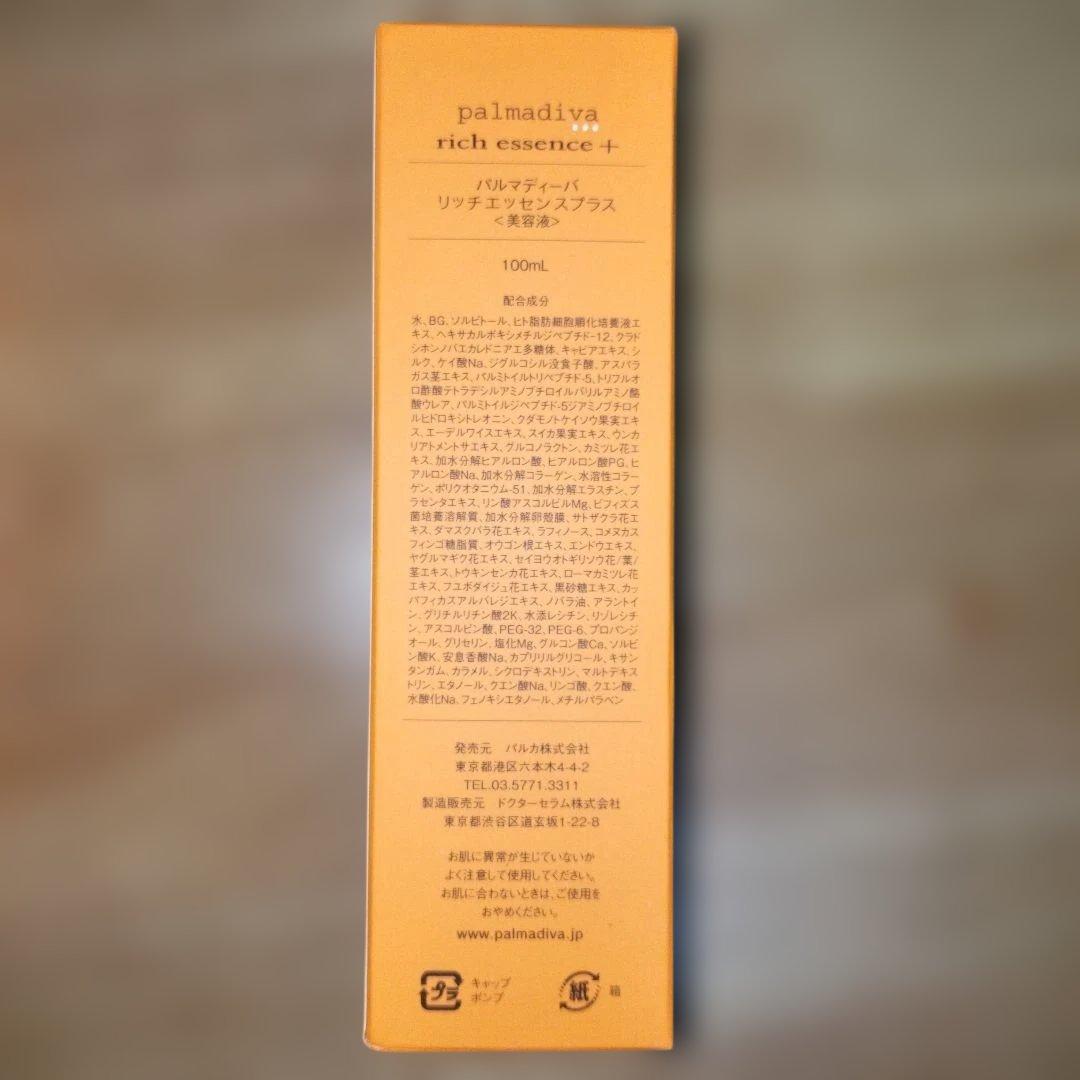 palmadiva
rich essence +
パルマディーバ
リッチエッセンスプラス
<美容液>
100mL
配合成分
水、BG、ソルビトール、ヒト脂肪細胞順化培養液エ
キス、ヘキサカルボキシメチルジペプチド-12、クラド
シホンノバエカレドニアエ多糖体、キャビアエキス、シ
ルク、ケイ酸Na、ジグルコシル没食子酸、アスパラ
ガス茎エキス、パルミトイルトリペプチド-5、トリフルオ
ロ酢酸テトラデシルアミノブチロイルバリルアミノ酪
酸ウレア、パルミトイルジペプチド-5ジアミノブチロイ
ルヒドロキシトレオニン、クダモノトケイソウ果実エキ
ス、エーデルワイスエキス、スイカ果実エキス、ウンカ
リアトメントサエキス、グルコノラクトン、カミツレ花エ
キス、加水分解ヒアルロン酸、ヒアルロン酸PG、ヒ
アルロン酸Na、加水分解コラーゲン、水溶性コラー
ゲン、ポリクオタニウム-51、加水分解エラスチン、プ
ラセンタエキス、リン酸アスコルビルMg、ビフィズス
菌培養溶解質、加水分解卵殻膜、サトザクラ花エ
キス、ダマスクバラ花エキス、ラフィノース、コメヌカス
フィンゴ糖脂質、オウゴン根エキス、エンドウエキス、
ヤグルマギク花エキス、セイヨウオトギリソウ花/葉/
茎エキス、トウキンセンカ花エキス、ローマカミツレ花
エキス、フユボダイジュ花エキス、黒砂糖エキス、カッ
パフィカスアルバレジエキス、ノバラ油、アラントイ
ン、グリチルリチン酸2K、水添レシチン、リゾレシチ
ン、アスコルビン酸、PEG-32、PEG-6、プロパンジ
オール、グリセリン、塩化Mg、グルコン酸Ca、ソルビ
ン酸K、安息香酸Na、カプリリルグリコール、キサン
タンガム、カラメル、シクロデキストリン、マルトデキス
トリン、エタノール、クエン酸Na、リンゴ酸、クエン酸、
水酸化Na、フェノキシエタノール、メチルパラベン
発売元 パルカ株式会社
東京都港区六本木4-4-2
TEL.03.5771.3311
製造販売元 ドクターセラム株式会社
東京都渋谷区道玄坂1-22-8
お肌に異常が生じていないか
よく注意して使用してください。
お肌に合わないときは、ご使用を
おやめください。
www.palmadiva.jp
プラ キャップ
ポンプ
紙 箱